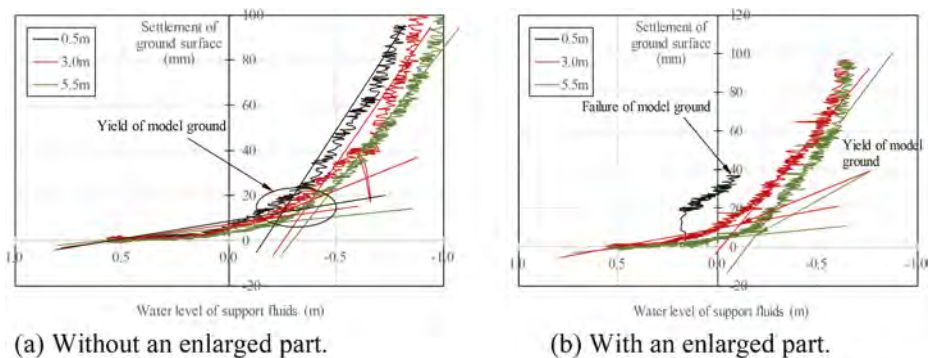 100
Settlement of
ground surface
(mm)
0.5m
3.0m
5.5m
80
60
Yield of model ground
40
20
0
1.0
0.5
0.0
-0.5
-1.0
-20
Water level of support fluids (m)
(a) Without an enlarged part.
120
Settlement of
ground surface
(mm)
0.5m
3.0m
5.5m
100
80
Failure of model ground
60
Yield of model
ground
40
20
0
1.0
0.5
0.0
-0.5
-1.0
-20
Water level of support fluids (m)
(b) With an enlarged part.